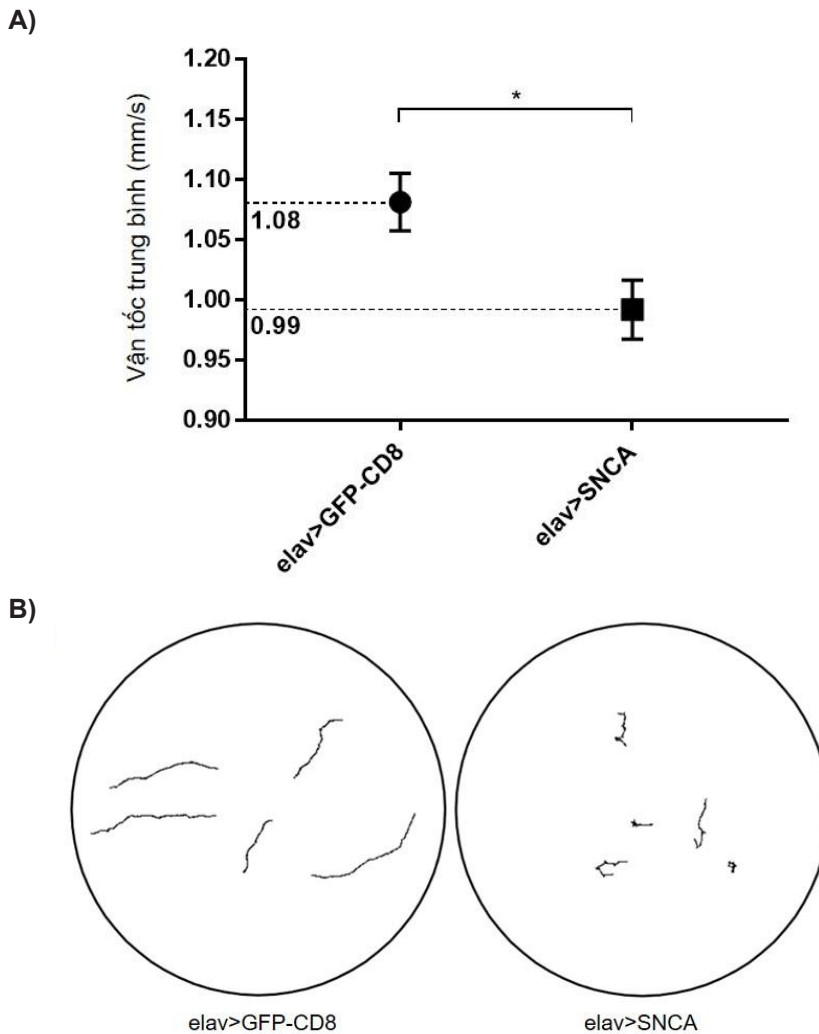 A)
Vận tốc trung bình (mm/s)
1.20
1.15
1.10
1.05
1.00
0.95
0.90
*
1.08
0.99
elav>GFP-CD8
elav>SNCA
B)
elav>GFP-CD8
elav>SNCA